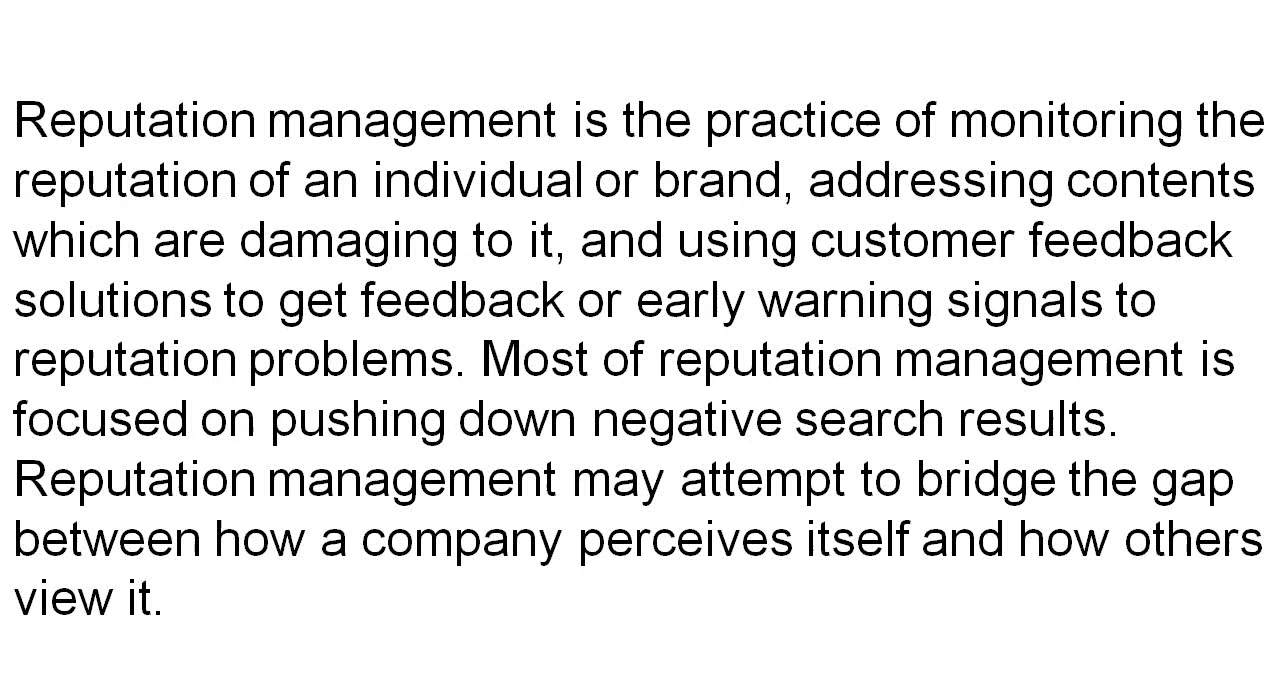 Reputation management is the practice of monitoring the
reputation of an individual or brand, addressing contents
which are damaging to it, and using customer feedback
solutions to get feedback or early warning signals to
reputation problems. Most of reputation management is
focused on pushing down negative search results.
Reputation management may attempt to bridge the gap
between how a company perceives itself and how others
view it.